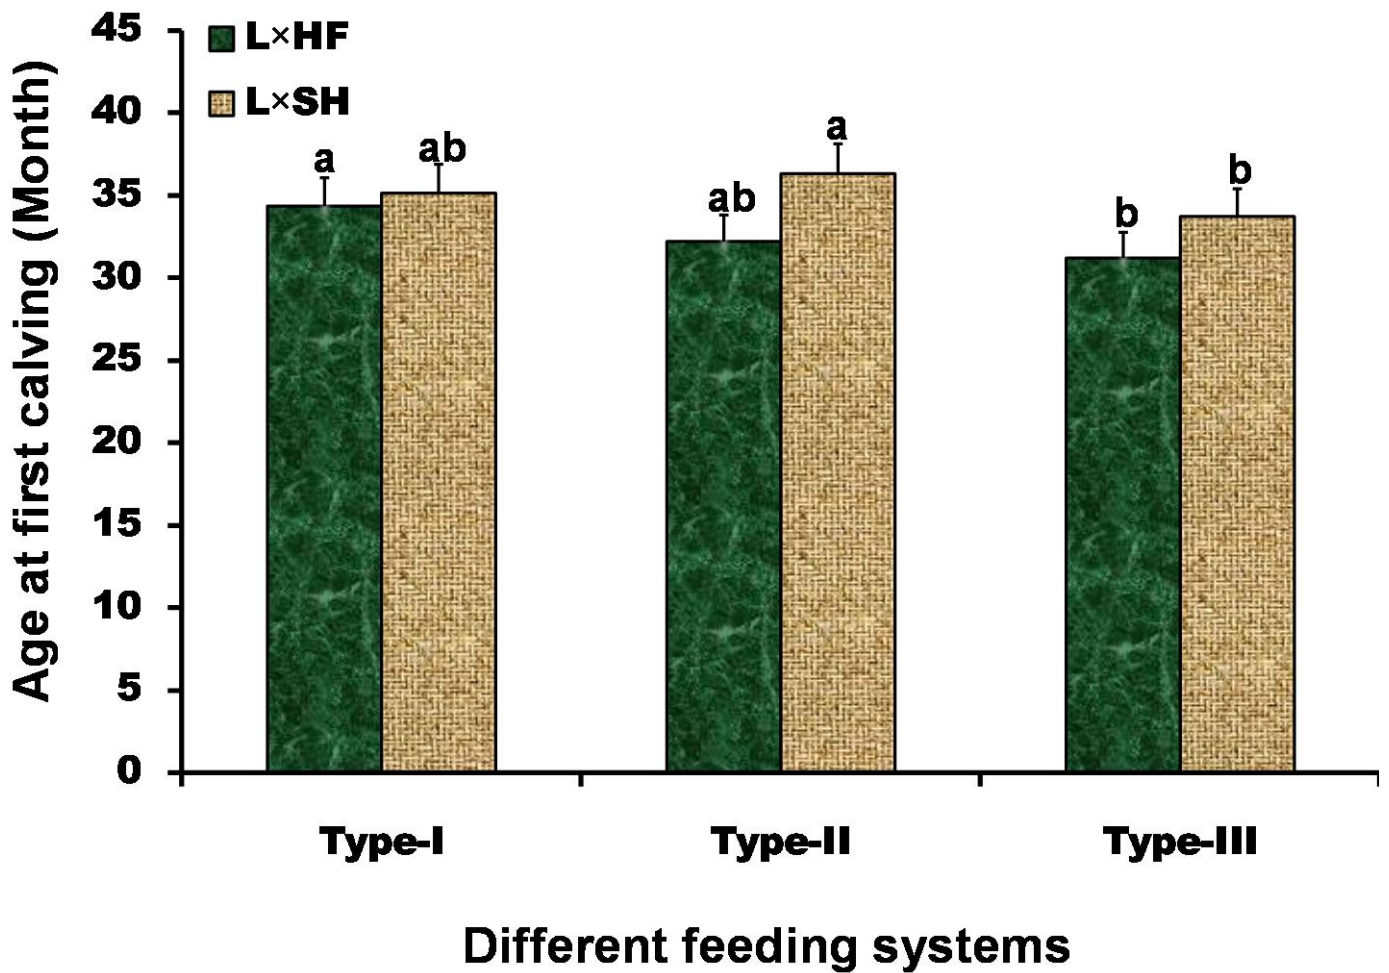 Age at first calving (Month)
45
40
35
30
25
20
15
10
5
0
L×HF
L×SH
a
ab
ab
a
b
b
Type-I
Type-II
Type-III
Different feeding systems